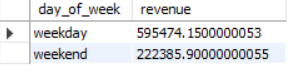 day_of_week revenue
weekday 595474.1500000053
weekend 222385.90000000055